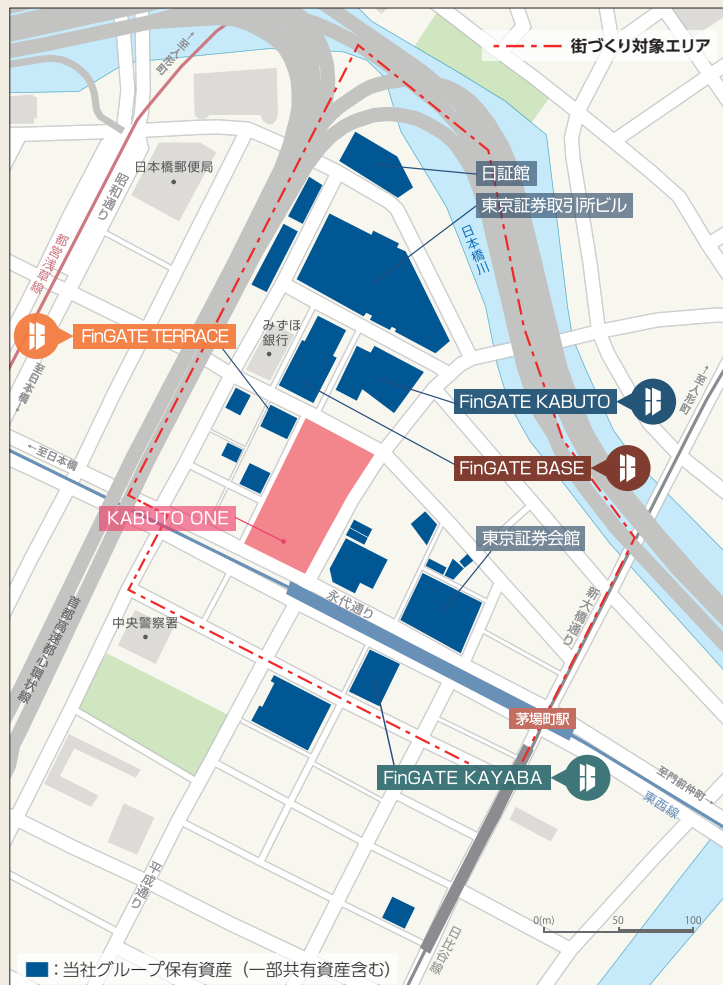 街づくり対象エリア
←至人形町
日本橋郵便局
昭和通り
日証館
東京証券取引所ビル
日本橋川
都営浅草線
FinGATE TERRACE
みずほ
銀行
至日本橋→
←至人形町
FinGATE KABUTO
←至日本橋
FinGATE BASE
KABUTO ONE
東京証券会館
新大橋通り
永代通り
首都高速都心環状線
中央警察署
茅場町駅
FinGATE KAYABA
至門前仲町→
東西線
平成通り
日比谷線
0(m)
50
100
：当社グループ保有資産（一部共有資産含む）